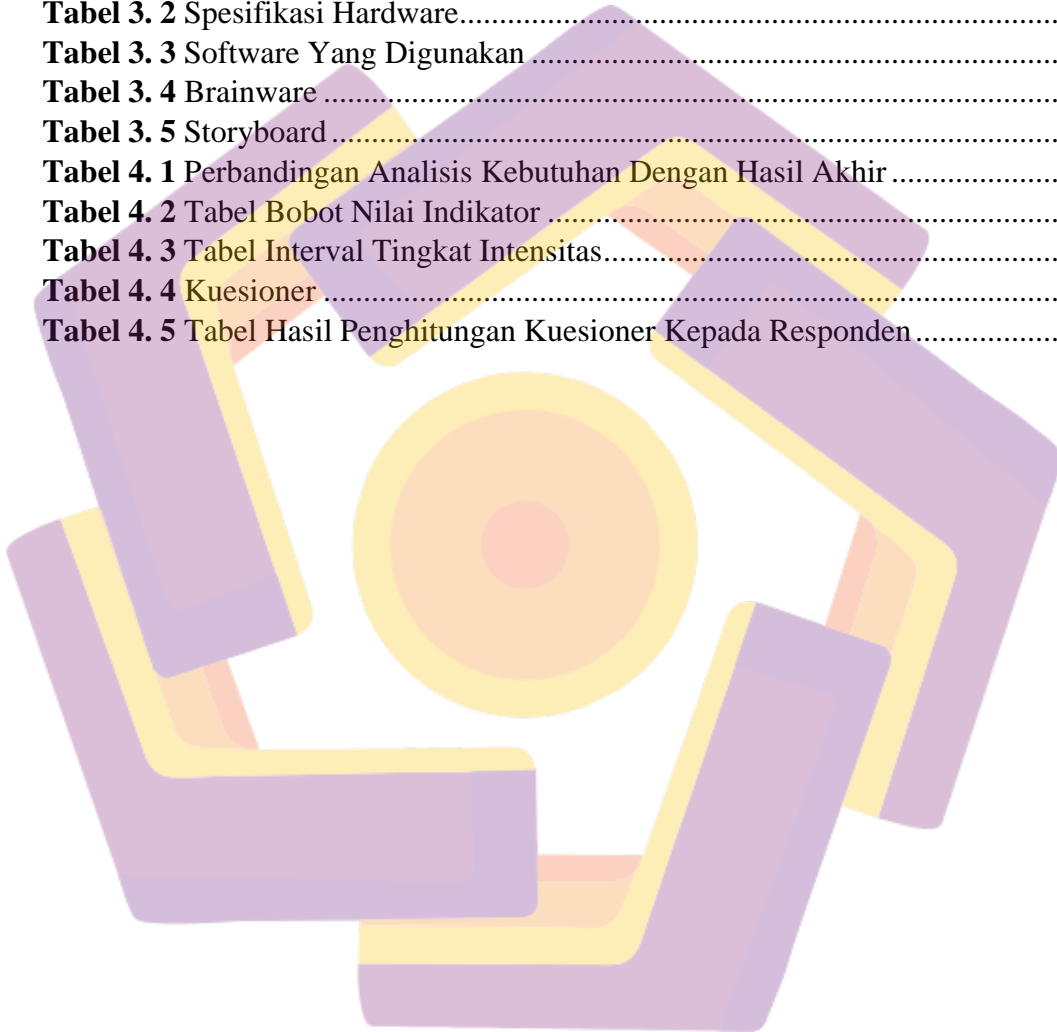 Tabel 3. 2 Spesifikasi Hardware.....................................................................................
Tabel 3. 3 Software Yang Digunakan ...........................................................................
Tabel 3. 4 Brainware ......................................................................................................
Tabel 3. 5 Storyboard .....................................................................................................
Tabel 4. 1 Perbandingan Analisis Kebutuhan Dengan Hasil Akhir ........................
Tabel 4. 2 Tabel Bobot Nilai Indikator .........................................................................
Tabel 4. 3 Tabel Interval Tingkat Intensitas..................................................................
Tabel 4. 4 Kuesioner ......................................................................................................
Tabel 4. 5 Tabel Hasil Penghitungan Kuesioner Kepada Responden ....................